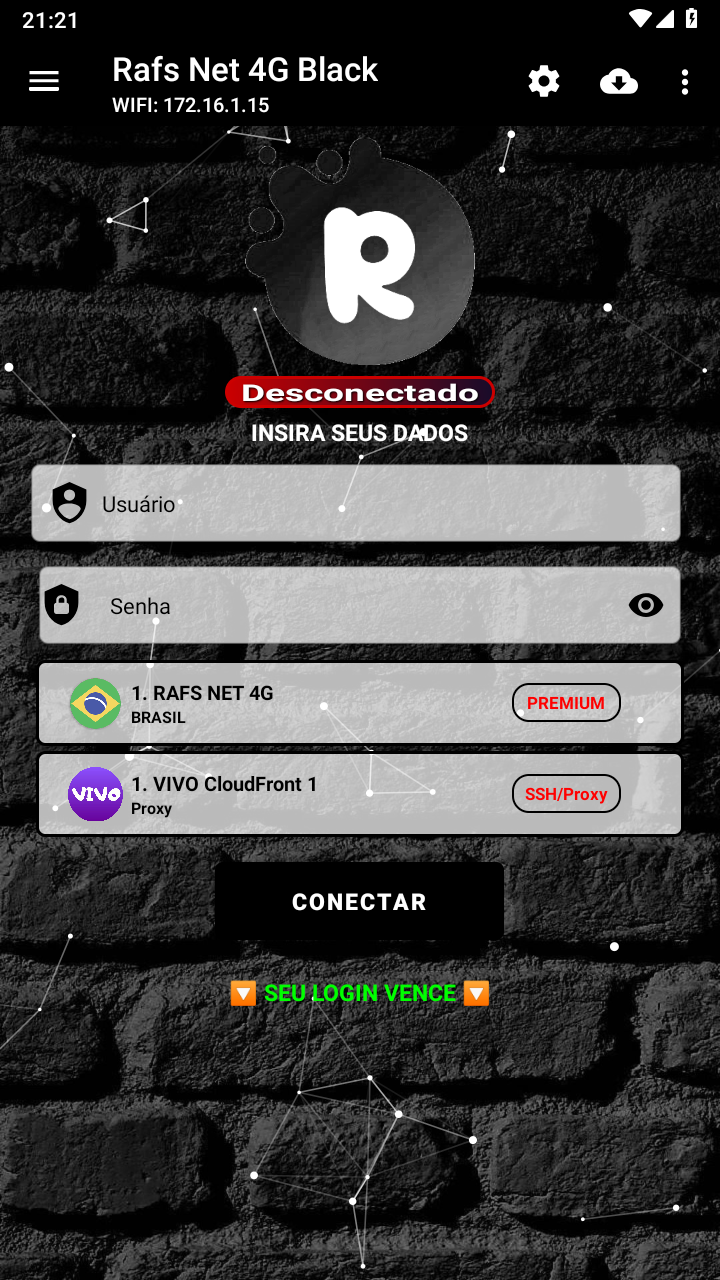 21:21
Rafs Net 4G Black
WIFI: 172.16.1.15
R
Desconectado
INSIRA SEUS DADOS
Usuário
Senha
1. RAFS NET 4G
BRASIL
PREMIUM
VIVO
1. VIVO CloudFront 1
Proxy
SSH/Proxy
CONECTAR
🔽 SEU LOGIN VENCE 🔽